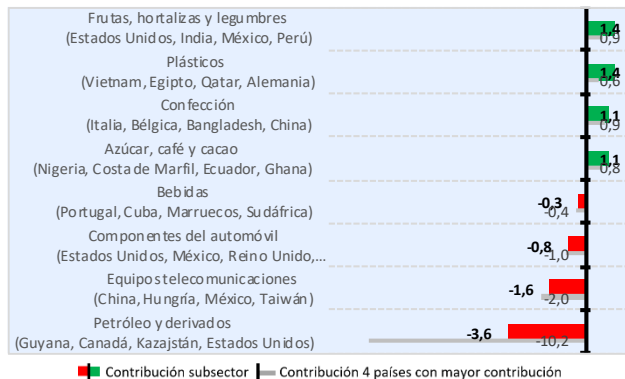 Frutas, hortalizas y legumbres
(Estados Unidos, India, México, Perú)
1,4
0,9
Plásticos
(Vietnam, Egipto, Qatar, Alemania)
1,4
0,6
Confección
(Italia, Bélgica, Bangladesh, China)
1,1
0,9
Azúcar, café y cacao
(Nigeria, Costa de Marfil, Ecuador, Ghana)
1,1
0,8
Bebidas
(Portugal, Cuba, Marruecos, Sudáfrica)
-0,3
-0,4
Componentes del automóvil
(Estados Unidos, México, Reino Unido,...
-0,8
-1,0
Equipos telecomunicaciones
(China, Hungría, México, Taiwán)
-1,6
-2,0
Petróleo y derivados
(Guyana, Canadá, Kazajstán, Estados Unidos)
-3,6
-10,2
Contribución subsector
Contribución 4 países con mayor contribución